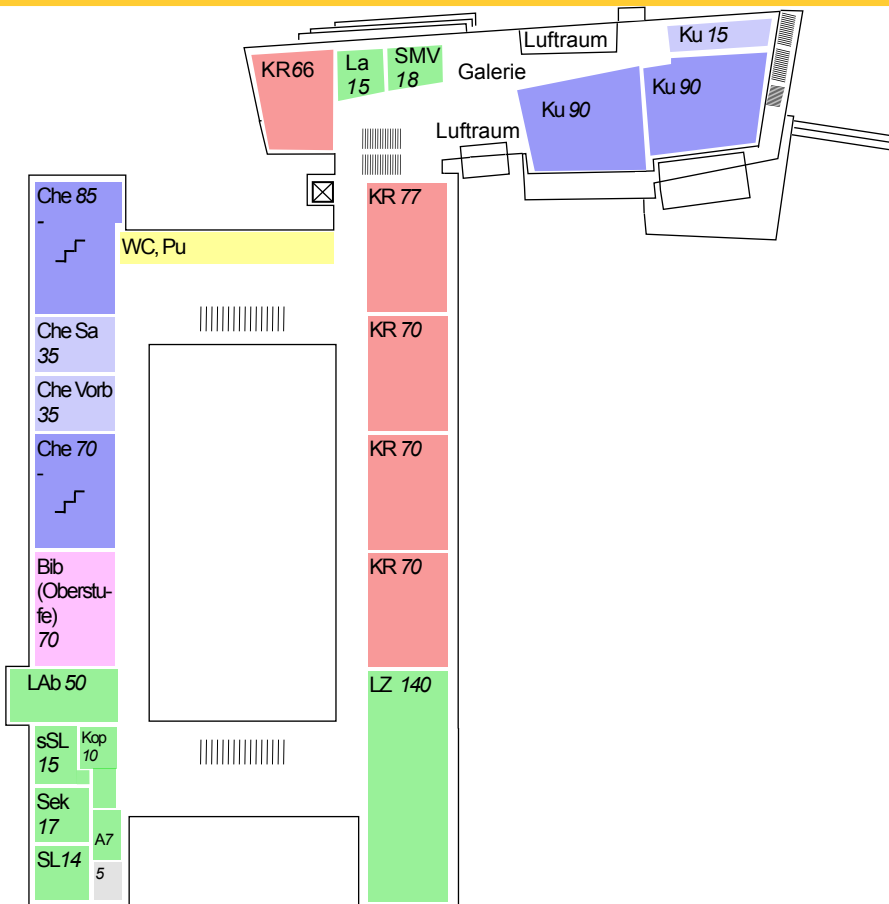 Luftraum
Ku 15
KR66
La
15
SMV
18
Galerie
Ku 90
Ku 90
Luftraum
Che 85
-
KR 77
WC, Pu
Che Sa
35
KR 70
Che Vorb
35
Che 70
-
KR 70
Bib
(Oberstu-
fe)
70
KR 70
LAb 50
LZ 140
sSL
15
Kop
10
Sek
17
A7
SL14
5